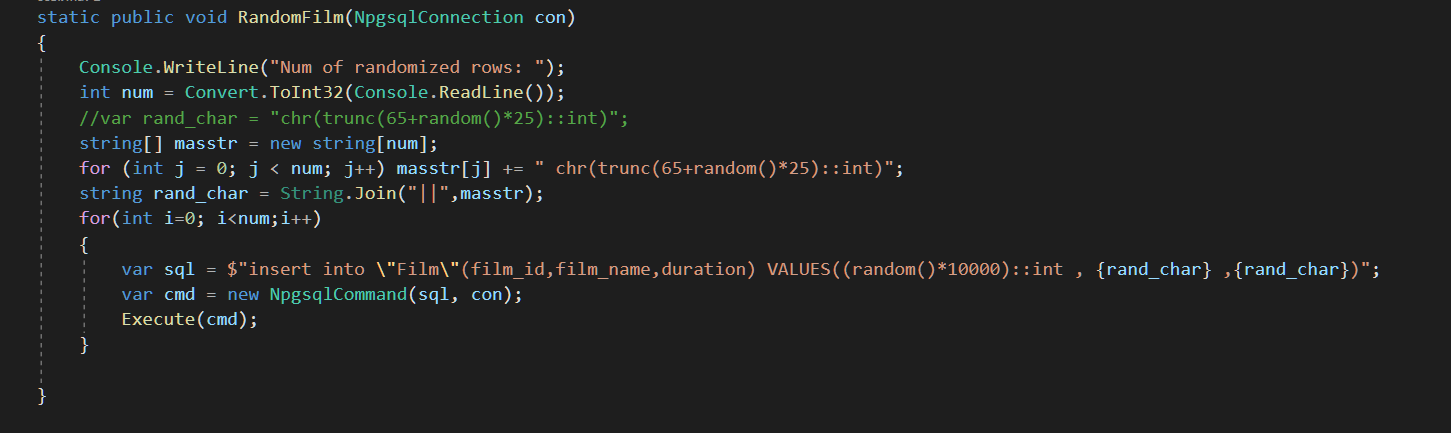 static public void RandomFilm(NpgsqlConnection con)
{
Console.WriteLine("Num of randomized rows: ");
int num = Convert.ToInt32(Console.ReadLine());
//var rand_char = "chr(trunc(65+random()*25)::int)";
string[] masstr = new string[num];
for (int j = 0; j < num; j++) masstr[j] += " chr(trunc(65+random()*25)::int)";
string rand_char = String.Join("||",masstr);
for(int i=0; i<num;i++)
{
var sql = $"insert into \"Film\"(film_id,film_name,duration) VALUES((random()*10000)::int , {rand_char} ,{rand_char})";
var cmd = new NpgsqlCommand(sql, con);
Execute(cmd);
}
}